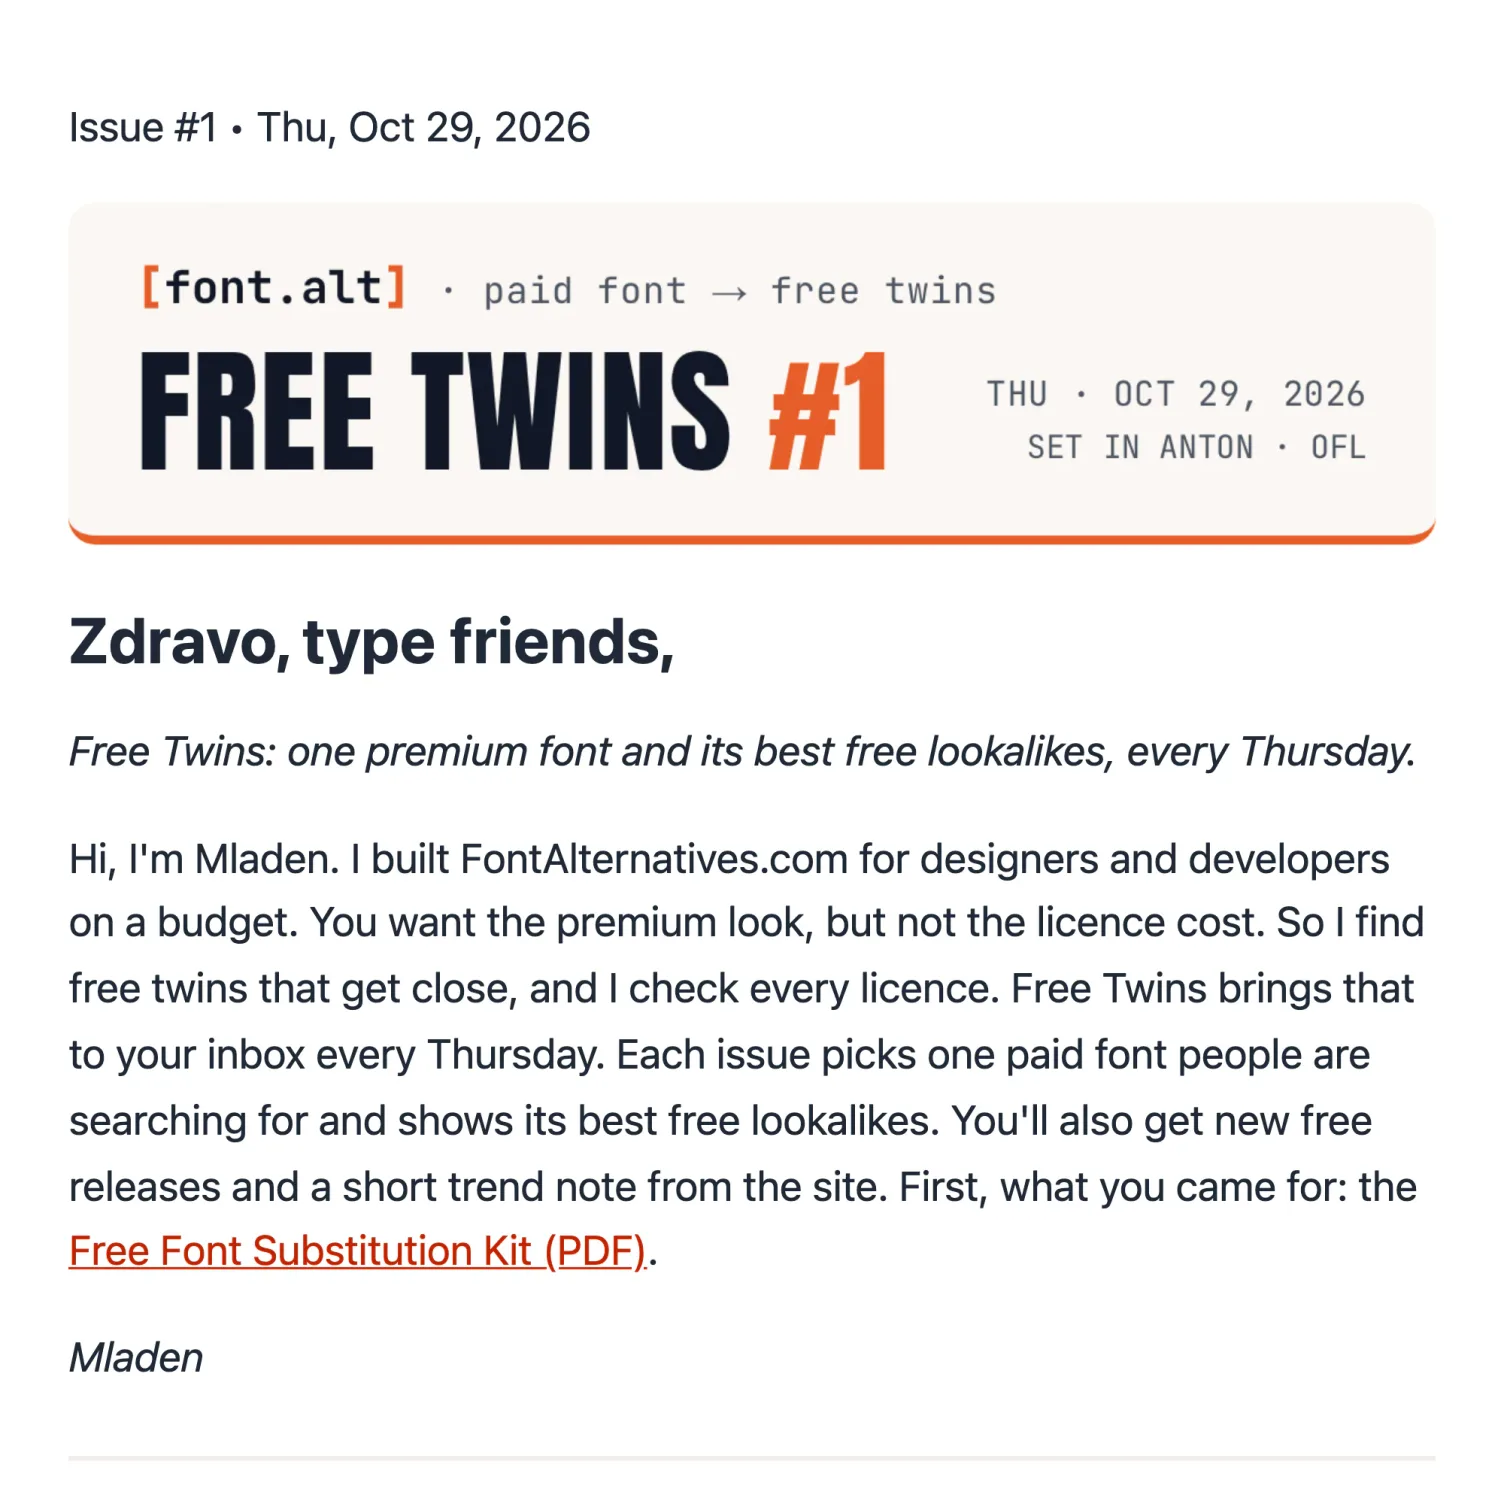 Issue #1 • Thu, Oct 29, 2026
[font.alt] · paid font → free twins
FREE TWINS #1
THU · OCT 29, 2026
SET IN ANTON · OFL
Zdravo, type friends,
Free Twins: one premium font and its best free lookalikes, every Thursday.
Hi, I'm Mladen. I built FontAlternatives.com for designers and developers
on a budget. You want the premium look, but not the licence cost. So I find
free twins that get close, and I check every licence. Free Twins brings that
to your inbox every Thursday. Each issue picks one paid font people are
searching for and shows its best free lookalikes. You'll also get new free
releases and a short trend note from the site. First, what you came for: the
Free Font Substitution Kit (PDF).
Mladen